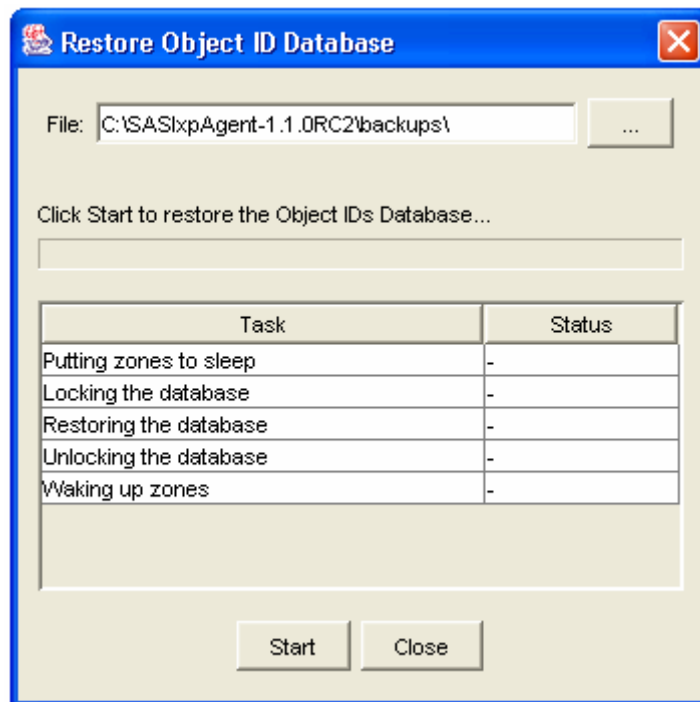 Restore Object ID Database
File: C:\SASIxpAgent-1.1.0RC2\backups\ ...
Click Start to restore the Object IDs Database...
Task Status
Putting zones to sleep -
Locking the database -
Restoring the database -
Unlocking the database -
Waking up zones -
Start Close